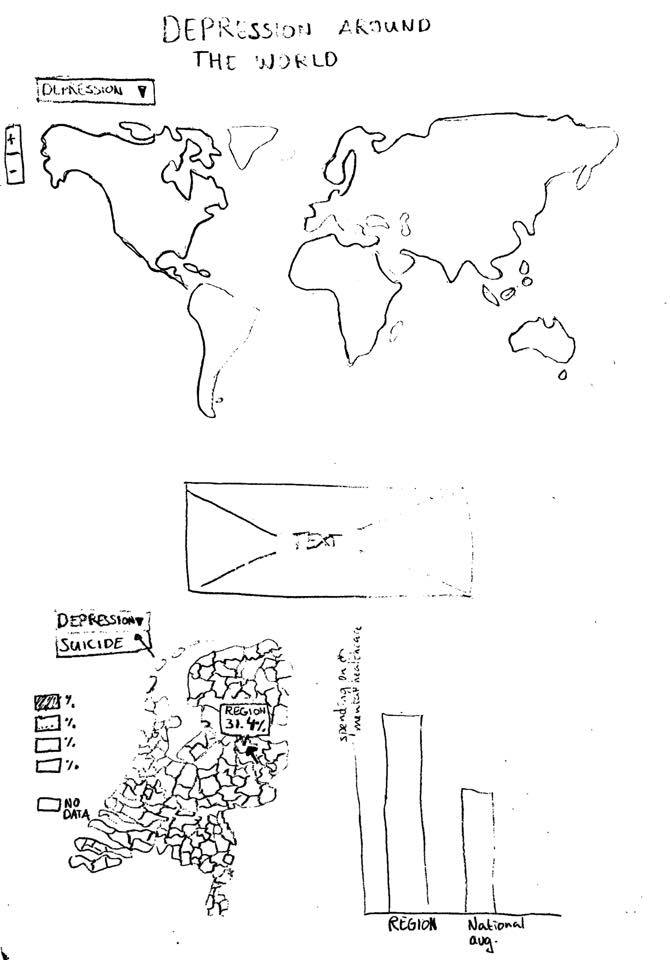 DEPRESSION AROUND
THE WORLD
DEPRESSION ▼
+
-
TEXT
DEPRESSION ▼
SUICIDE
%
%
%
%
NO
DATA
REGION
31.4%
spending on
mental healthcare
REGION
National
avg.